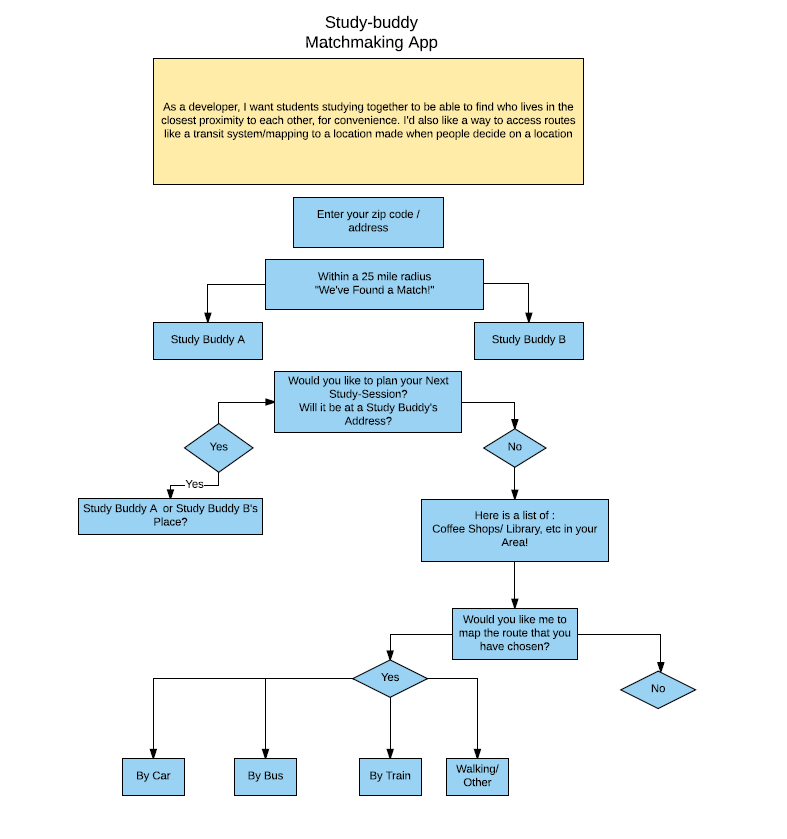 Study-buddy
Matchmaking App
As a developer, I want students studying together to be able to find who lives in the
closest proximity to each other, for convenience. I'd also like a way to access routes
like a transit system/mapping to a location made when people decide on a location
Enter your zip code /
address
Within a 25 mile radius
"We've Found a Match!"
Study Buddy A
Study Buddy B
Would you like to plan your Next
Study-Session?
Will it be at a Study Buddy's
Address?
Yes
No
Yes
Study Buddy A  or Study Buddy B's
Place?
Here is a list of :
Coffee Shops/ Library, etc in your
Area!
Would you like me to
map the route that you
have chosen?
Yes
No
By Car
By Bus
By Train
Walking/
Other